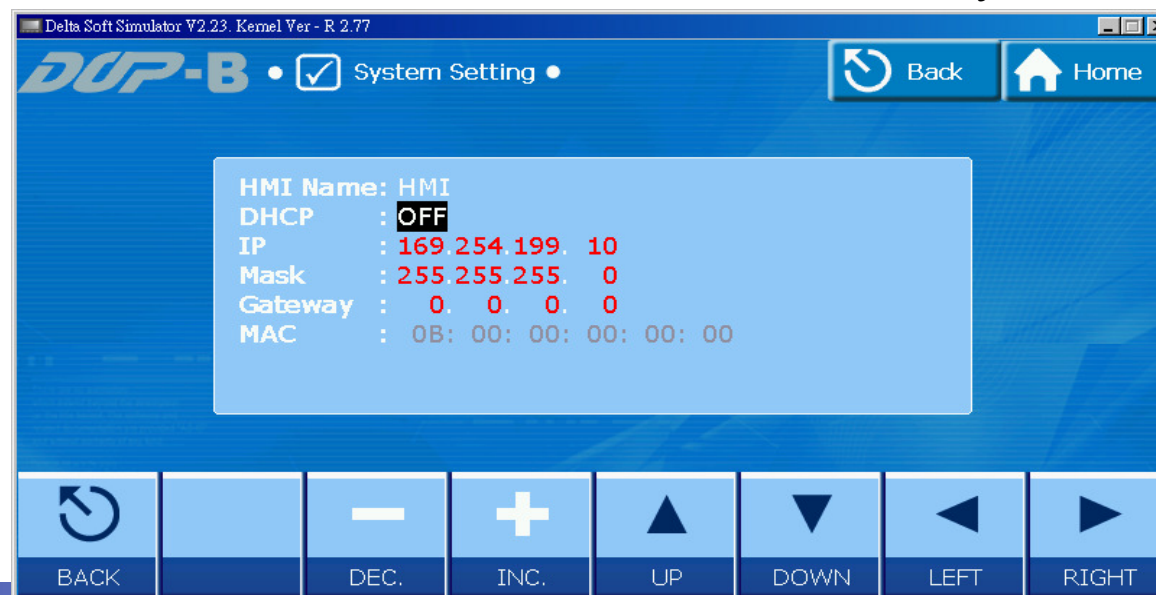 Delta Soft Simulator V2.23. Kernel Ver - R 2.77
DOP-B • System Setting • Back Home
HMI Name: HMI
DHCP : OFF
IP : 169.254.199. 10
Mask : 255.255.255. 0
Gateway : 0. 0. 0. 0
MAC : 0B: 00: 00: 00: 00: 00
BACK DEC. INC. UP DOWN LEFT RIGHT